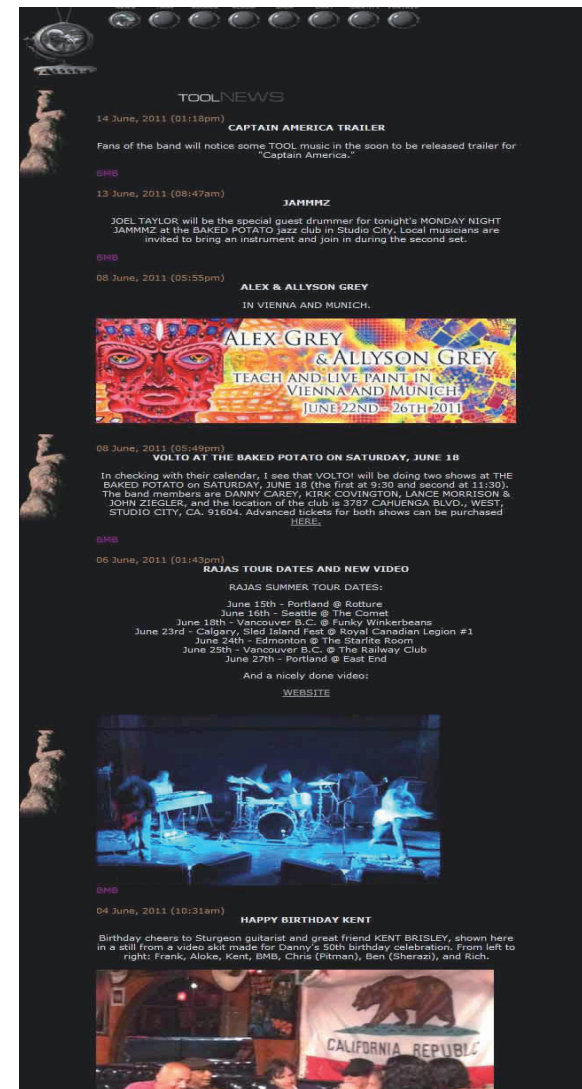 TOOLNEWS
14 June, 2011 (01:18pm)
CAPTAIN AMERICA TRAILER
Fans of the band will notice some TOOL music in the soon to be released trailer for
"Captain America."
BMB
13 June, 2011 (08:47am)
JAMMMZ
JOEL TAYLOR will be the special guest drummer for tonight's MONDAY NIGHT
JAMMMZ at the BAKED POTATO jazz club in Studio City. Local musicians are
invited to bring an instrument and join in during the second set.
BMB
08 June, 2011 (05:55pm)
ALEX & ALLYSON GREY
IN VIENNA AND MUNICH.
ALEX GREY
& ALLYSON GREY
TEACH AND LIVE PAINT IN
VIENNA AND MUNICH
JUNE 22ND - 26TH 2011
08 June, 2011 (05:49pm)
VOLTO AT THE BAKED POTATO ON SATURDAY, JUNE 18
In checking with their calendar, I see that VOLTO! will be doing two shows at THE
BAKED POTATO on SATURDAY, JUNE 18 (the first at 9:30 and second at 11:30).
The band members are DANNY CAREY, KIRK COVINGTON, LANCE MORRISON &
JOHN ZIEGLER, and the location of the club is 3787 CAHUENGA BLVD., WEST,
STUDIO CITY, CA. 91604. Advanced tickets for both shows can be purchased
HERE.
BMB
06 June, 2011 (01:43pm)
RAJAS TOUR DATES AND NEW VIDEO
RAJAS SUMMER TOUR DATES:
June 15th - Portland @ Rotture
June 16th - Seattle @ The Comet
June 18th - Vancouver B.C. @ Funky Winkerbeans
June 23rd - Calgary, Sled Island Fest @ Royal Canadian Legion #1
June 24th - Edmonton @ The Starlite Room
June 25th - Vancouver B.C. @ The Railway Club
June 27th - Portland @ East End
And a nicely done video:
WEBSITE
BMB
04 June, 2011 (10:31am)
HAPPY BIRTHDAY KENT
Birthday cheers to Sturgeon guitarist and great friend KENT BRISLEY, shown here
in a still from a video skit made for Danny's 50th birthday celebration. From left to
right: Frank, Aloke, Kent, BMB, Chris (Pitman), Ben (Sherazi), and Rich.
CALIFORNIA REPUBLIC